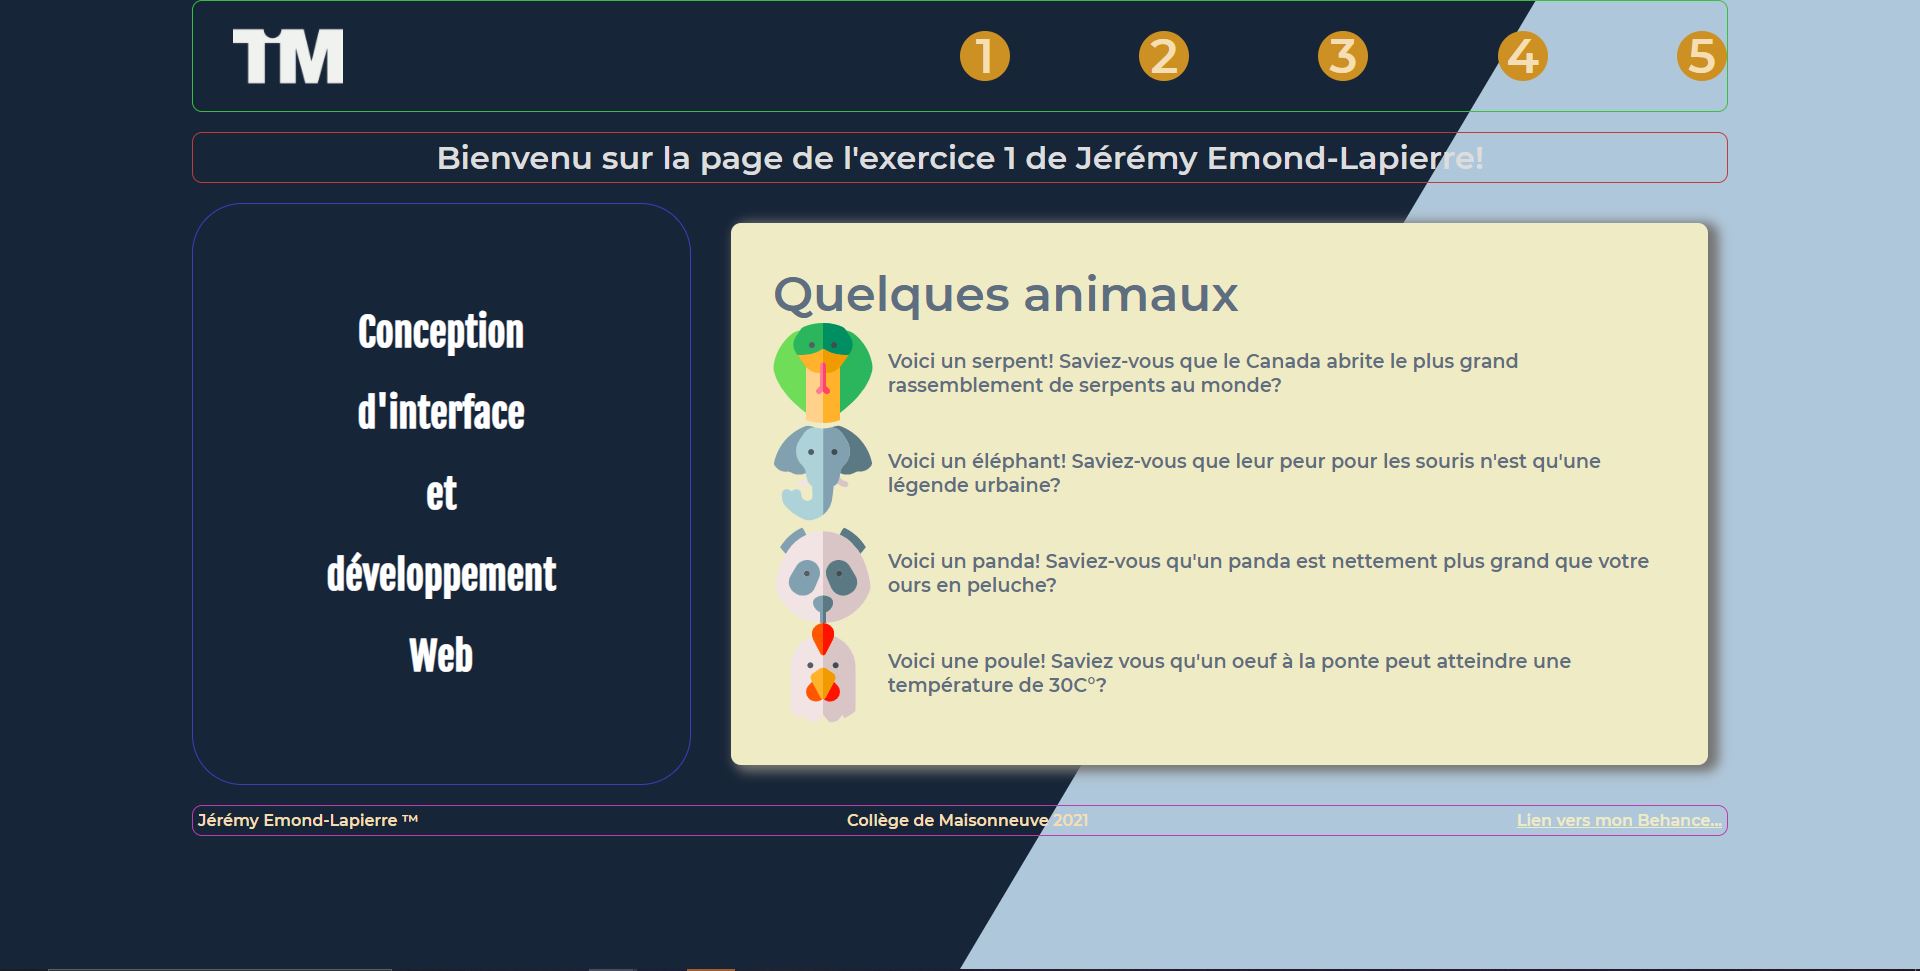 TiM
1 2 3 4 5
Bienvenu sur la page de l'exercice 1 de Jérémy Emond-Lapierre!
Conception
d'interface
et
développement
Web
Quelques animaux
Voici un serpent! Saviez-vous que le Canada abrite le plus grand
rassemblement de serpents au monde?
Voici un éléphant! Saviez-vous que leur peur pour les souris n'est qu'une
légende urbaine?
Voici un panda! Saviez-vous qu'un panda est nettement plus grand que votre
ours en peluche?
Voici une poule! Saviez vous qu'un oeuf à la ponte peut atteindre une
température de 30C°?
Jérémy Emond-Lapierre ™
Collège de Maisonneuve 2021
Lien vers mon Behance...